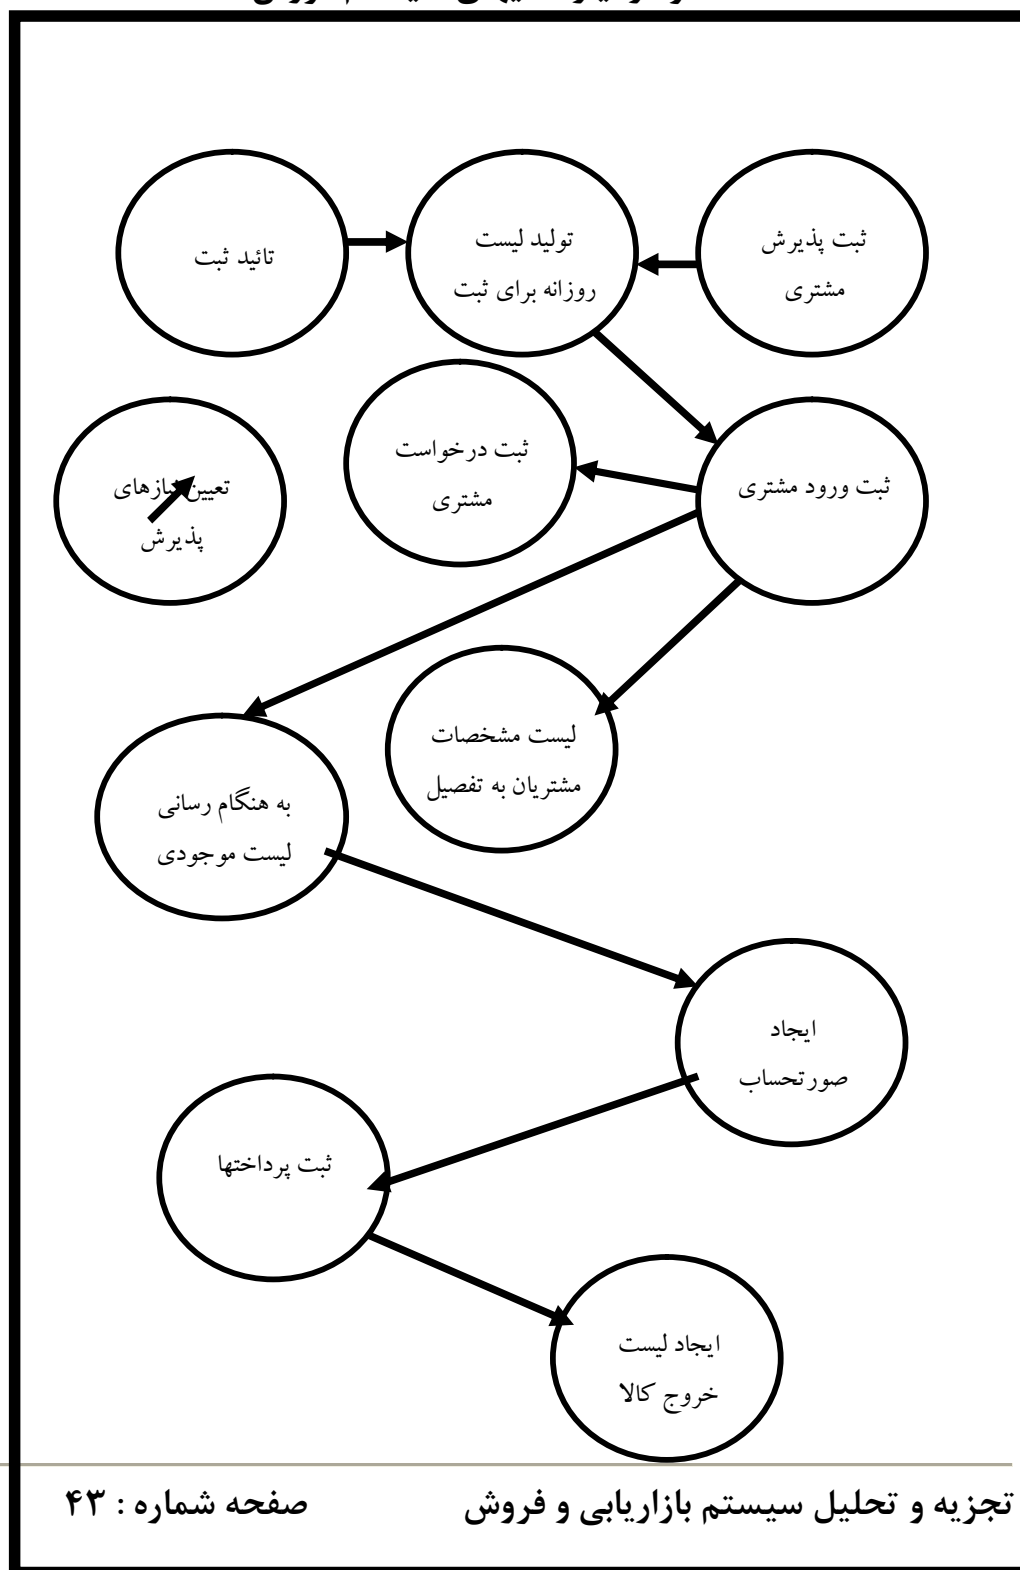 ثبت پذیرش
مشتری
تولید لیست
روزانه برای ثبت
تائید ثبت
ثبت ورود مشتری
ثبت درخواست
مشتری
تعیین نیازهای
پذیرش
لیست مشخصات
مشتریان به تفصیل
به هنگام رسانی
لیست موجودی
ایجاد
صورتحساب
ثبت پرداختها
ایجاد لیست
خروج کالا
تجزیه و تحلیل سیستم بازاریابی و فروش صفحه شماره : ۴۳